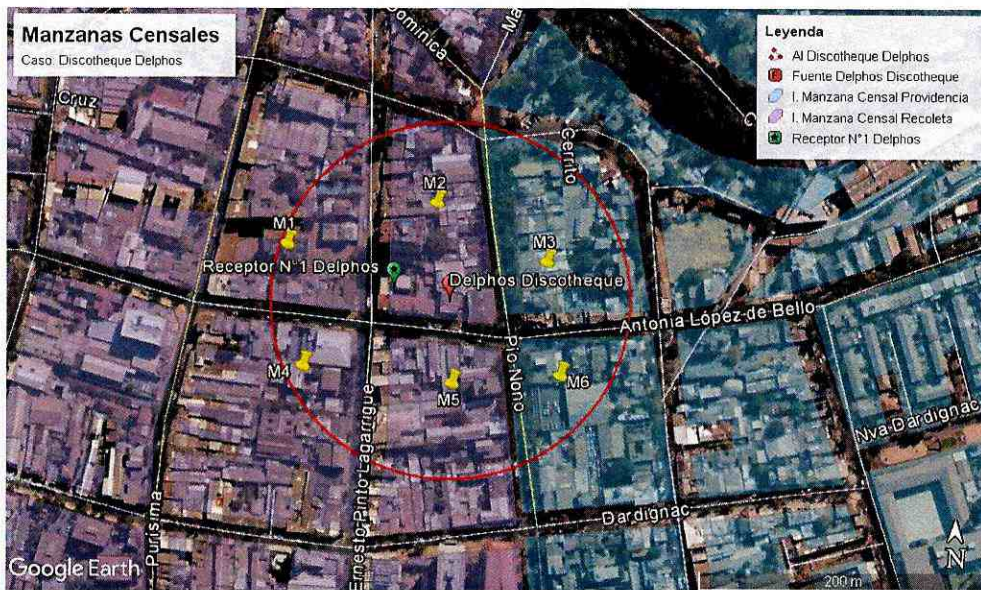 Manzanas Censales
Caso: Discotheque Delphos
Leyenda
AI Discotheque Delphos
Fuente Delphos Discotheque
I. Manzana Censal Providencia
I. Manzana Censal Recoleta
Receptor N°1 Delphos
Dominica
Cruz
Cerrito
M2
M1
M3
Receptor N°1 Delphos
Delphos Discotheque
Antonia López de Bello
M4
M5
M6
Pío Nono
Purisima
Ernesto Pinto Lagarrigue
Nva Dardignac
Dardignac
Google Earth
N
200 m